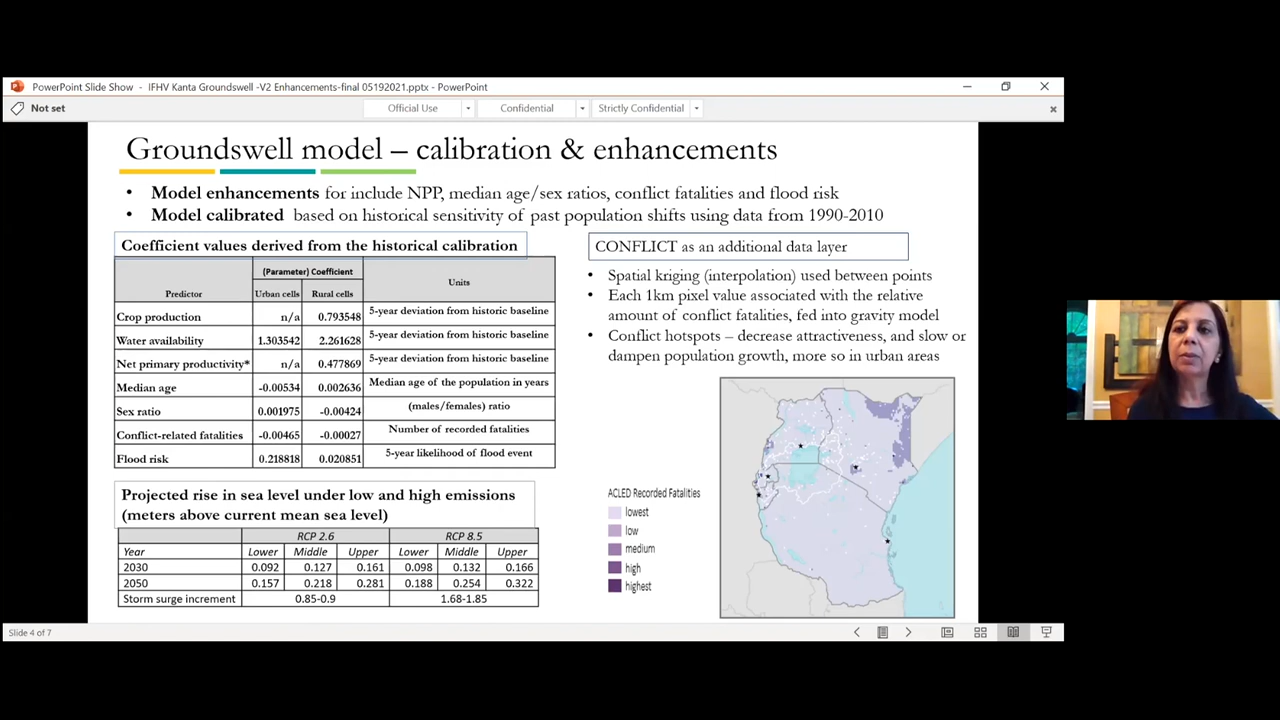 PowerPoint Slide Show - IFHV Kanta Groundswell -V2 Enhancements-final 05192021.pptx - PowerPoint
Not set
Official Use
Confidential
Strictly Confidential
Groundswell model – calibration & enhancements
• Model enhancements for include NPP, median age/sex ratios, conflict fatalities and flood risk
• Model calibrated based on historical sensitivity of past population shifts using data from 1990-2010
Coefficient values derived from the historical calibration
Predictor (Parameter) Coefficient Units
Urban cells Rural cells
Crop production n/a 0.793548 5-year deviation from historic baseline
Water availability 1.303542 2.261628 5-year deviation from historic baseline
Net primary productivity* n/a 0.477869 5-year deviation from historic baseline
Median age -0.00534 0.002636 Median age of the population in years
Sex ratio 0.001975 -0.00424 (males/females) ratio
Conflict-related fatalities -0.00465 -0.00027 Number of recorded fatalities
Flood risk 0.218818 0.020851 5-year likelihood of flood event
Projected rise in sea level under low and high emissions
(meters above current mean sea level)
RCP 2.6 RCP 8.5
Year Lower Middle Upper Lower Middle Upper
2030 0.092 0.127 0.161 0.098 0.132 0.166
2050 0.157 0.218 0.281 0.188 0.254 0.322
Storm surge increment 0.85-0.9 1.68-1.85
CONFLICT as an additional data layer
• Spatial kriging (interpolation) used between points
• Each 1km pixel value associated with the relative
amount of conflict fatalities, fed into gravity model
• Conflict hotspots – decrease attractiveness, and slow or
dampen population growth, more so in urban areas
ACLED Recorded Fatalities
lowest
low
medium
high
highest
Slide 4 of 7